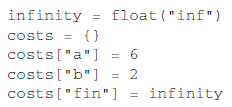 infinity = float("inf")
costs = {}
costs["a"] = 6
costs["b"] = 2
costs["fin"] = infinity